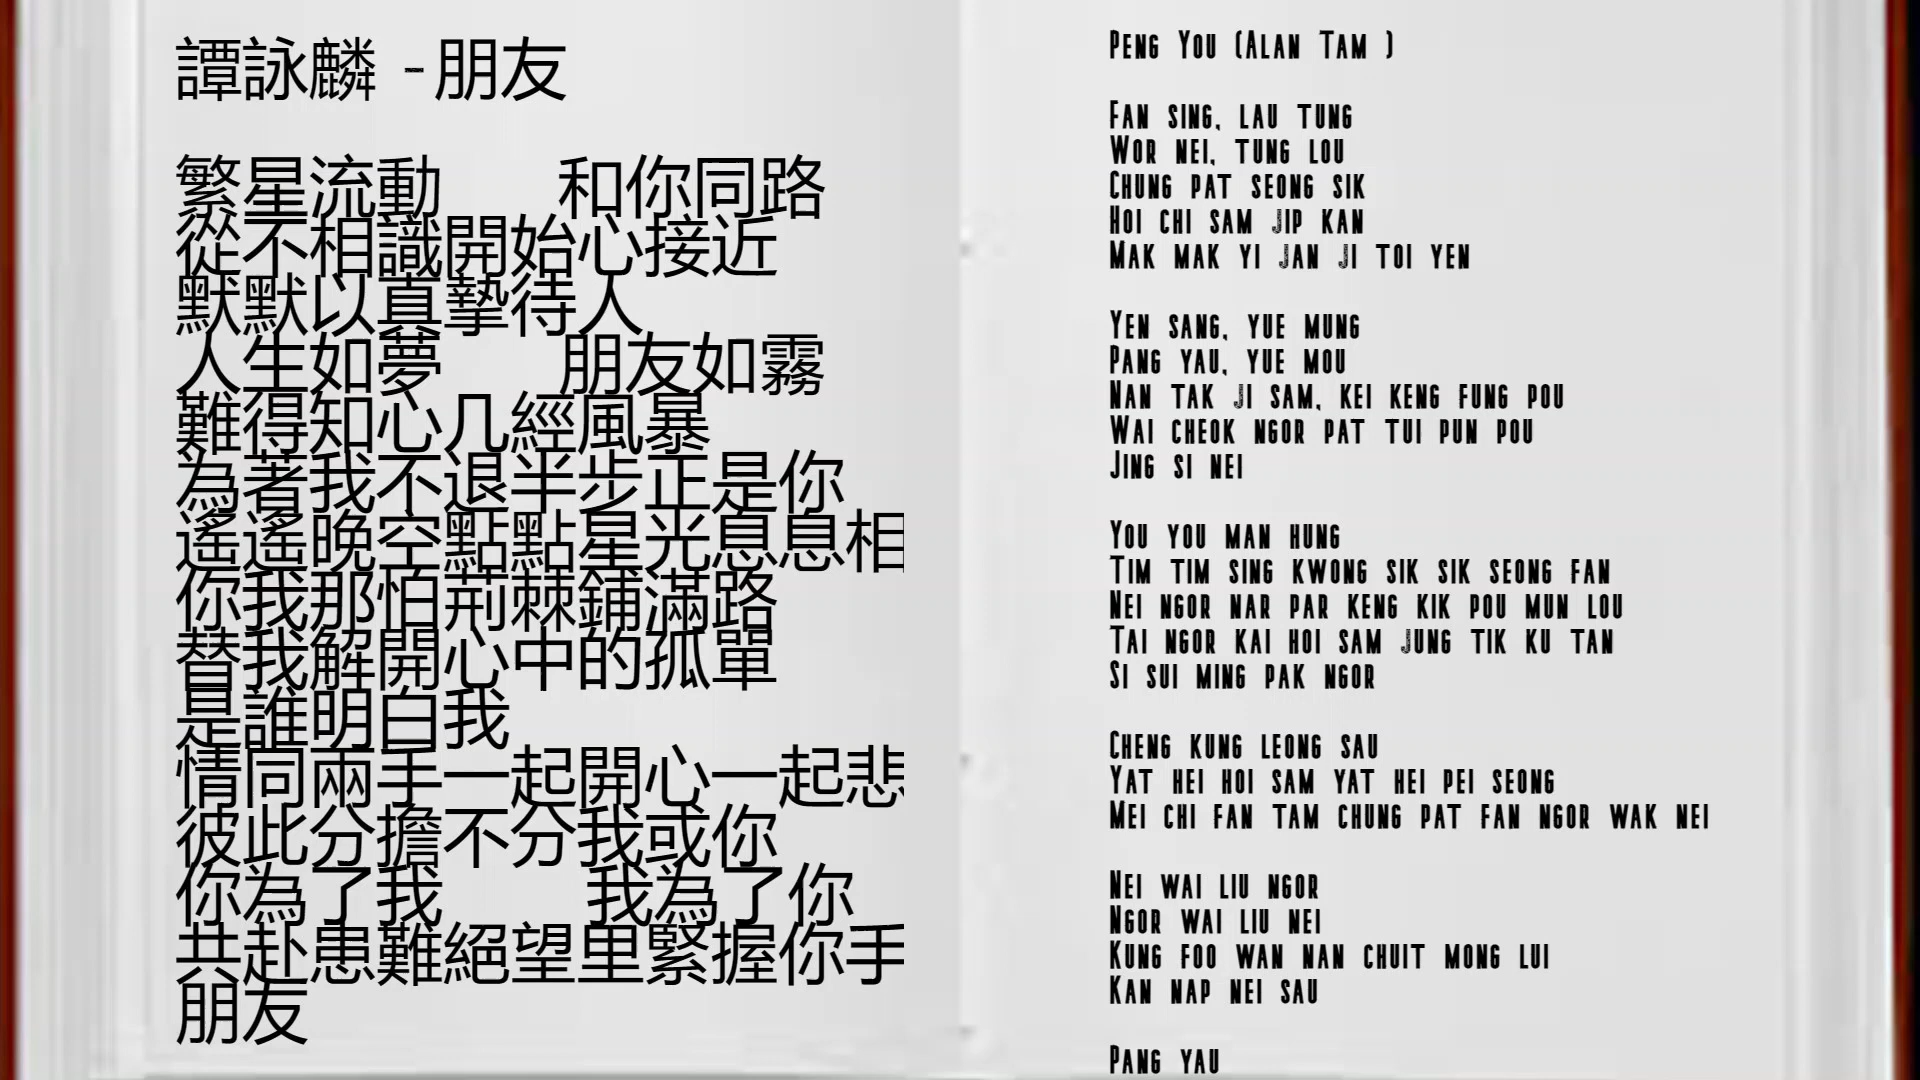 譚詠麟 - 朋友
繁星流動 和你同路
從不相識開始心接近
默默以真摯待人
人生如夢 朋友如霧
難得知心几經風暴
為著我不退半步正是你
遙遙晚空點點星光息息相
你我那怕荊棘鋪滿路
替我解開心中的孤單
是誰明白我
情同兩手一起開心一起悲
彼此分擔不分我或你
你為了我 我為了你
共赴患難絕望里緊握你手
朋友
Peng You (Alan Tam )
Fan sing, lau tung
Wor nei, tung lou
Chung pat seong sik
Hoi chi sam jip kan
Mak mak yi jan ji toi yen
Yen sang, yue mung
Pang yau, yue mou
Nan tak ji sam, kei keng fung pou
Wai cheok ngor pat tui pun pou
Jing si nei
You you man hung
Tim tim sing kwong sik sik seong fan
Nei ngor nar par keng kik pou mun lou
Tai ngor kai hoi sam jung tik ku tan
Si sui ming pak ngor
Cheng kung leong sau
Yat hei hoi sam yat hei pei seong
Mei chi fan tam chung pat fan ngor wak nei
Nei wai liu ngor
Ngor wai liu nei
Kung foo wan nan chuit mong lui
Kan nap nei sau
Pang yau